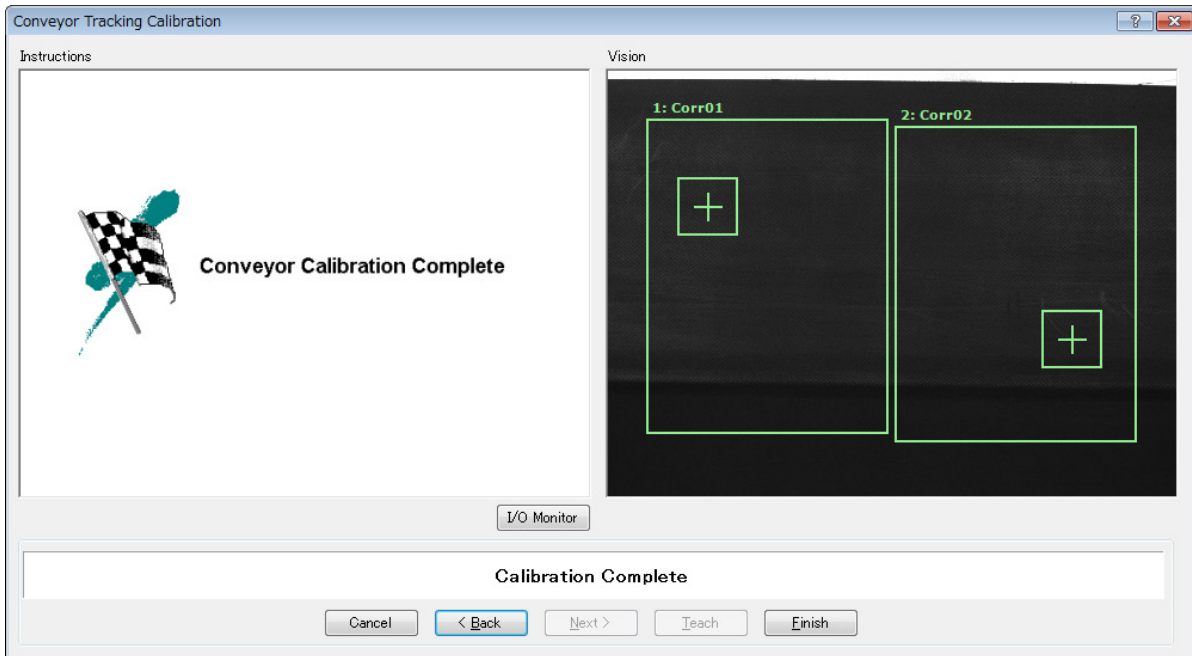 Conveyor Tracking Calibration
?
Instructions
Vision
1: Corr01
2: Corr02
Conveyor Calibration Complete
I/O Monitor
Calibration Complete
Cancel
< Back
Next >
Teach
Finish